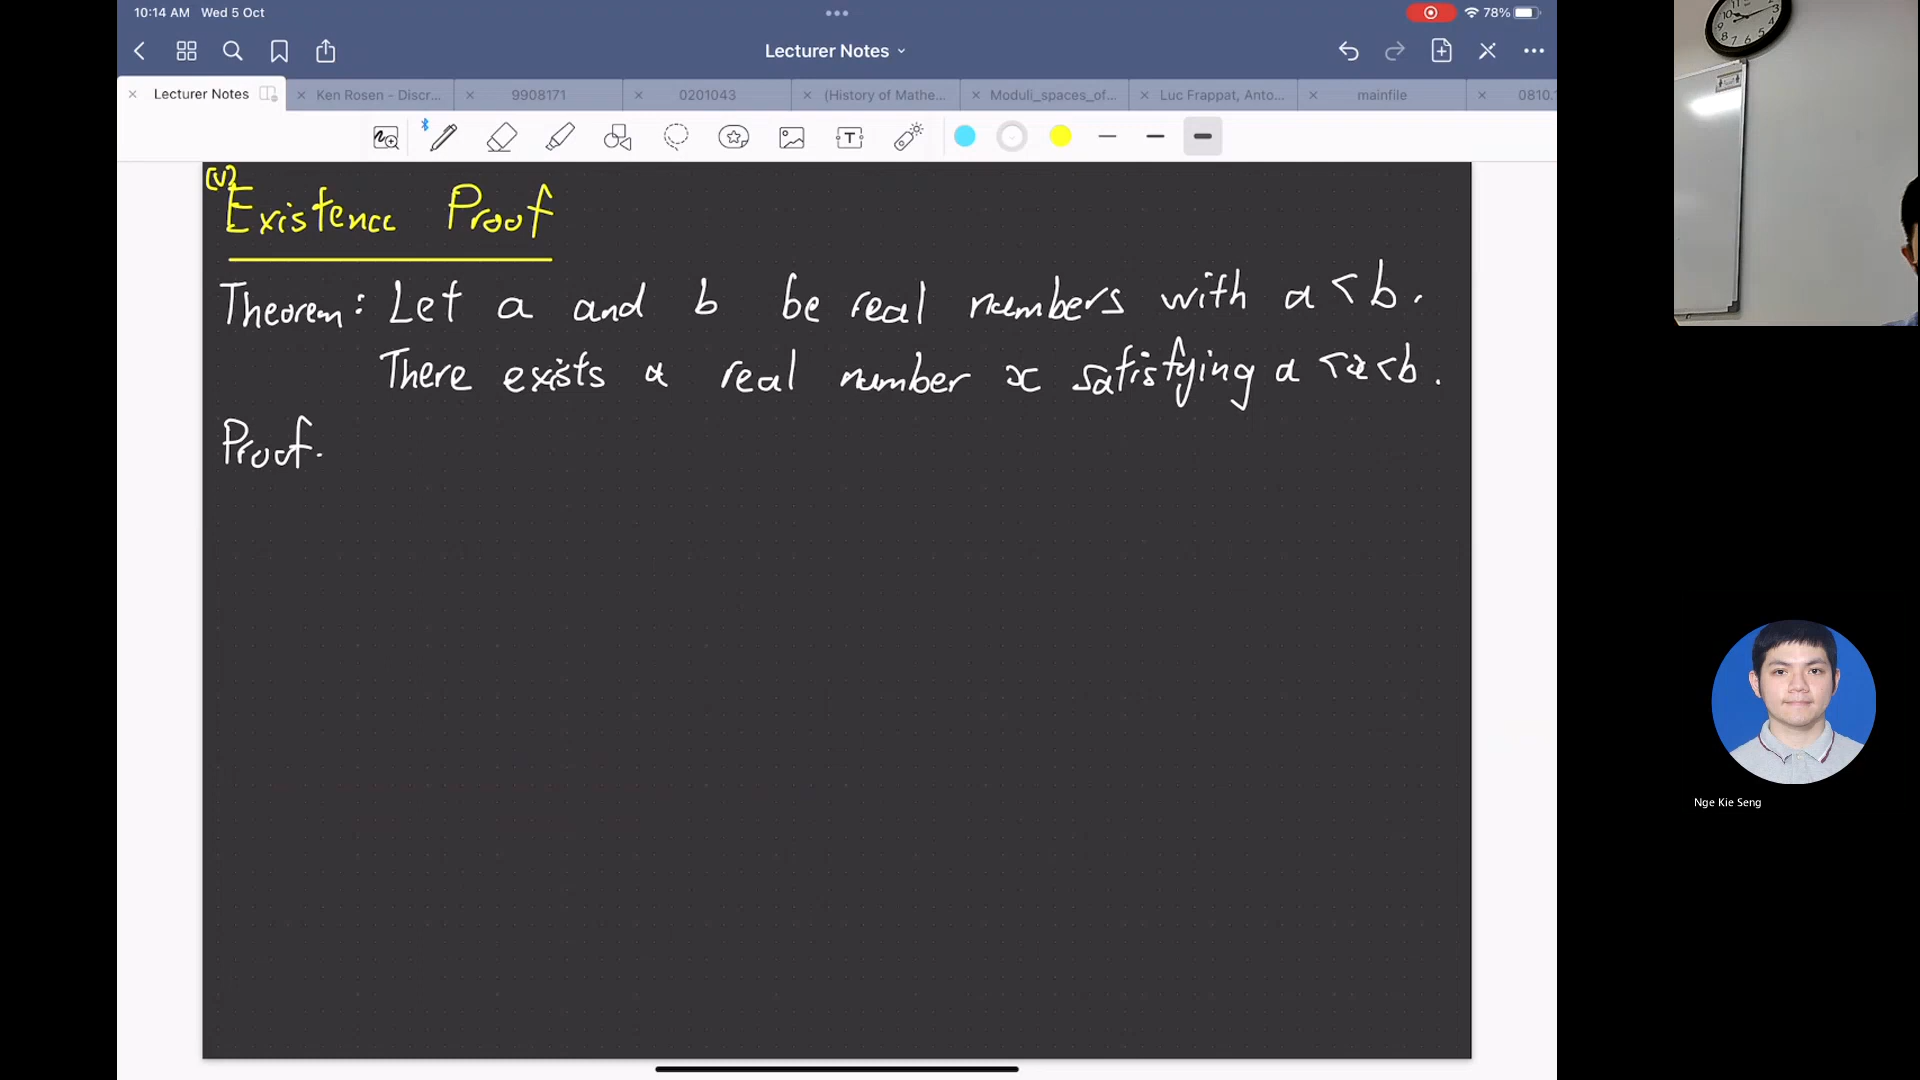 10:14 AM Wed 5 Oct
78%
Lecturer Notes
Lecturer Notes
Ken Rosen - Discr...
9908171
0201043
(History of Mathe...
Moduli_spaces_of...
Luc Frappat, Anto...
mainfile
0810.
(v)
Existence Proof
Theorem: Let a and b be real numbers with a < b.
There exists a real number x satisfying a < x < b.
Proof.
Nge Kie Seng